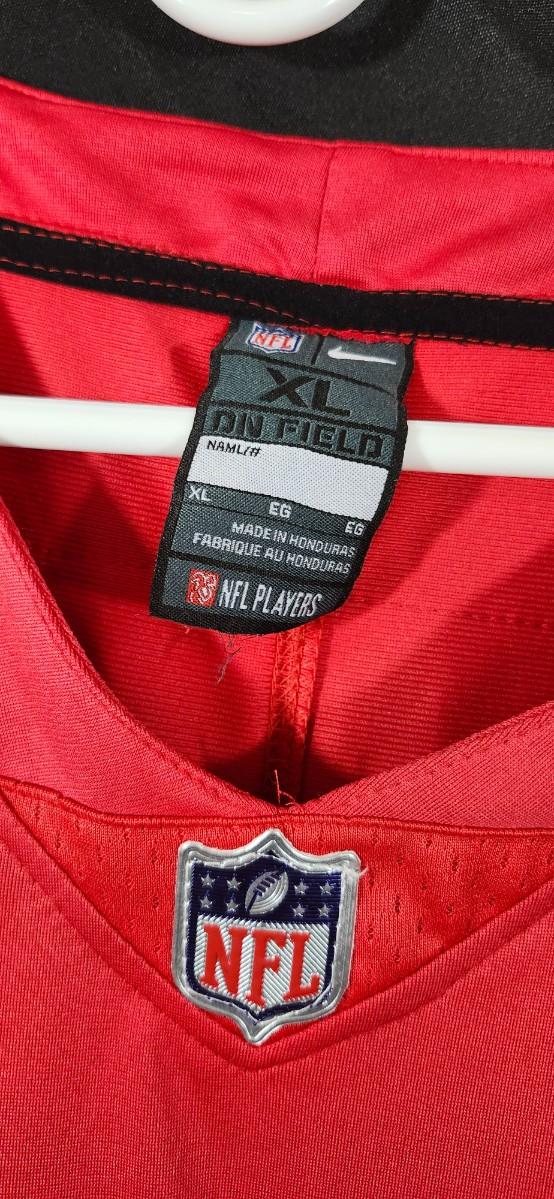 NFL
XL
ON FIELD
NAME/#
XL EG EG
MADE IN HONDURAS
FABRIQUE AU HONDURAS
NFL PLAYERS
NFL